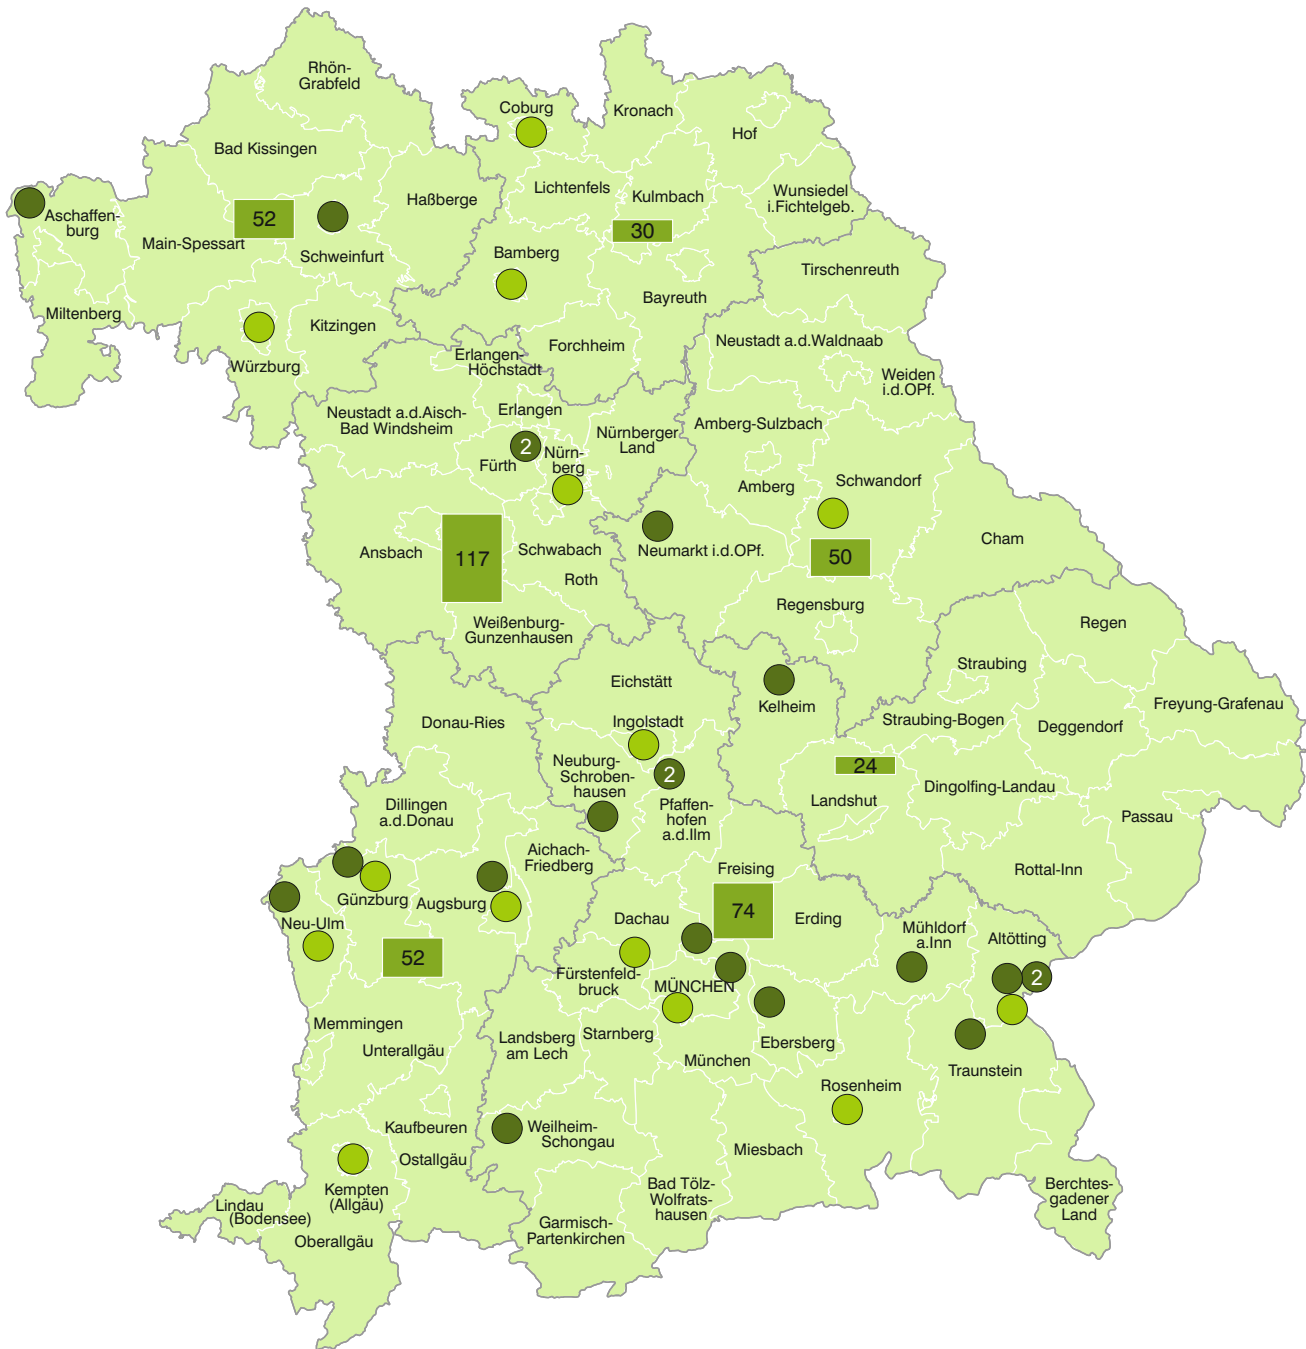 Rhön-
Grabfeld
Coburg
Kronach
Hof
Bad Kissingen
Lichtenfels
Kulmbach
Wunsiedel
i.Fichtelgeb.
Haßberge
Aschaffen-
burg
52
30
Main-Spessart
Schweinfurt
Bamberg
Tirschenreuth
Bayreuth
Miltenberg
Kitzingen
Würzburg
Forchheim
Erlangen-
Höchstadt
Neustadt a.d.Waldnaab
Weiden
i.d.OPf.
Neustadt a.d.Aisch-
Bad Windsheim
Erlangen
Nürnberger
Land
Amberg-Sulzbach
2
Fürth
Nürn-
berg
Amberg
Schwandorf
Ansbach
117
Schwabach
Roth
Neumarkt i.d.OPf.
50
Cham
Weißenburg-
Gunzenhausen
Regensburg
Regen
Straubing
Eichstätt
Kelheim
Freyung-Grafenau
Donau-Ries
Ingolstadt
Straubing-Bogen
Deggendorf
Neuburg-
Schroben-
hausen
2
24
Dillingen
a.d.Donau
Pfaffen-
hofen
a.d.Ilm
Landshut
Dingolfing-Landau
Passau
Aichach-
Friedberg
Freising
Rottal-Inn
Günzburg
Augsburg
74
Neu-Ulm
Dachau
Erding
Mühldorf
a.Inn
Altötting
52
Fürstenfeld-
bruck
MÜNCHEN
2
Memmingen
Unterallgäu
Landsberg
am Lech
Starnberg
Ebersberg
München
Traunstein
Rosenheim
Kaufbeuren
Weilheim-
Schongau
Miesbach
Ostallgäu
Kempten
(Allgäu)
Bad Tölz-
Wolfrats-
hausen
Berchtes-
gadener
Land
Lindau
(Bodensee)
Oberallgäu
Garmisch-
Partenkirchen